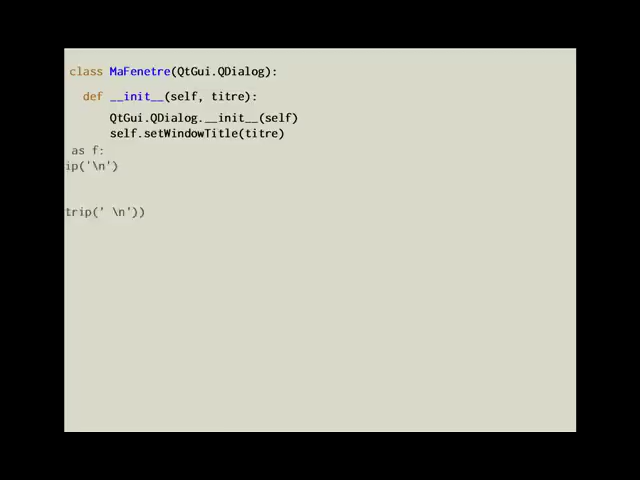 class MaFenetre(QtGui.QDialog):
def __init__(self, titre):
QtGui.QDialog.__init__(self)
self.setWindowTitle(titre)
as f:
ip('\n')
trip(' \n'))